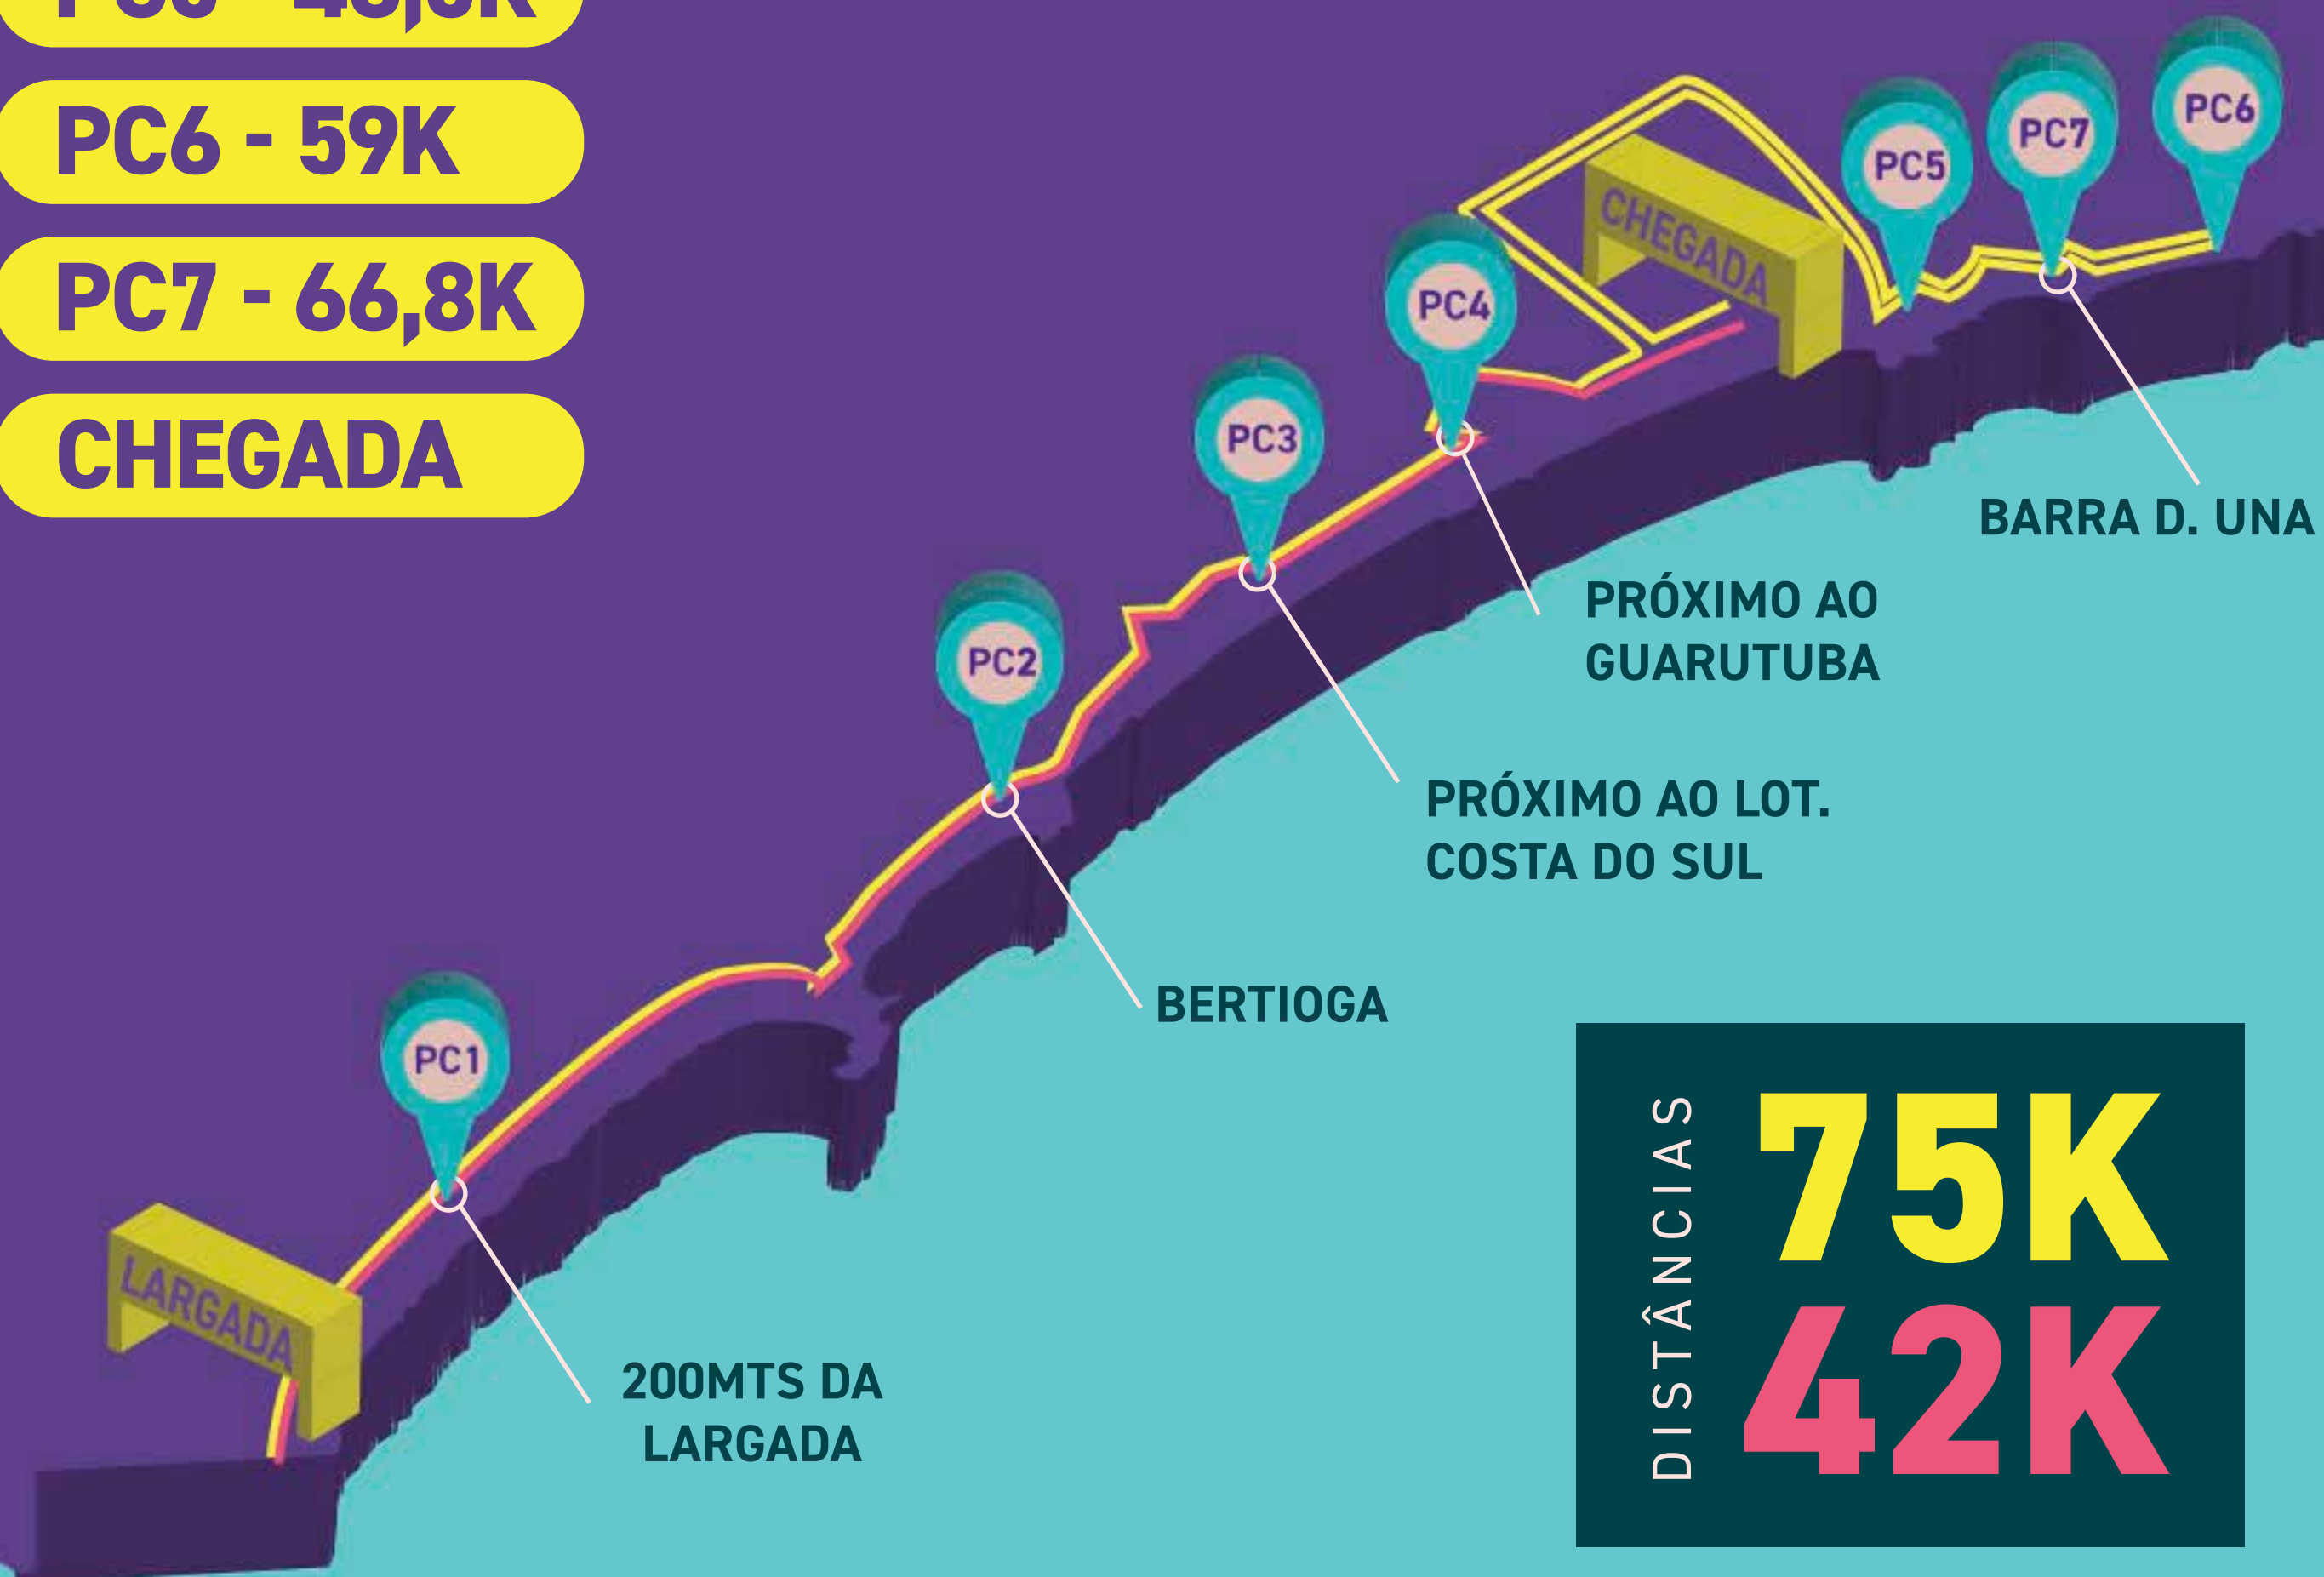 PC6 - 59K
PC7 - 66,8K
CHEGADA
PC6
PC7
PC5
CHEGADA
PC4
PC3
BARRA D. UNA
PRÓXIMO AO
GUARUTUBA
PC2
PRÓXIMO AO LOT.
COSTA DO SUL
BERTIOGA
PC1
LARGADA
200MTS DA
LARGADA
DISTÂNCIAS
75K
42K